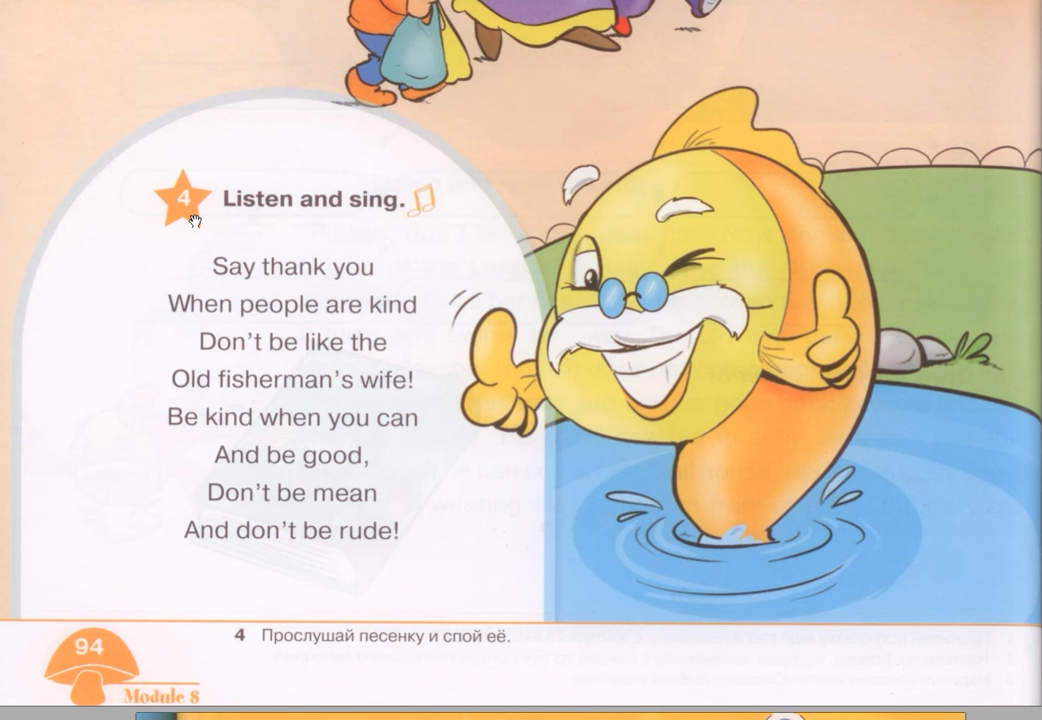 4 Listen and sing.
Say thank you
When people are kind
Don't be like the
Old fisherman's wife!
Be kind when you can
And be good,
Don't be mean
And don't be rude!
4 Прослушай песенку и спой её.
94
Module 8